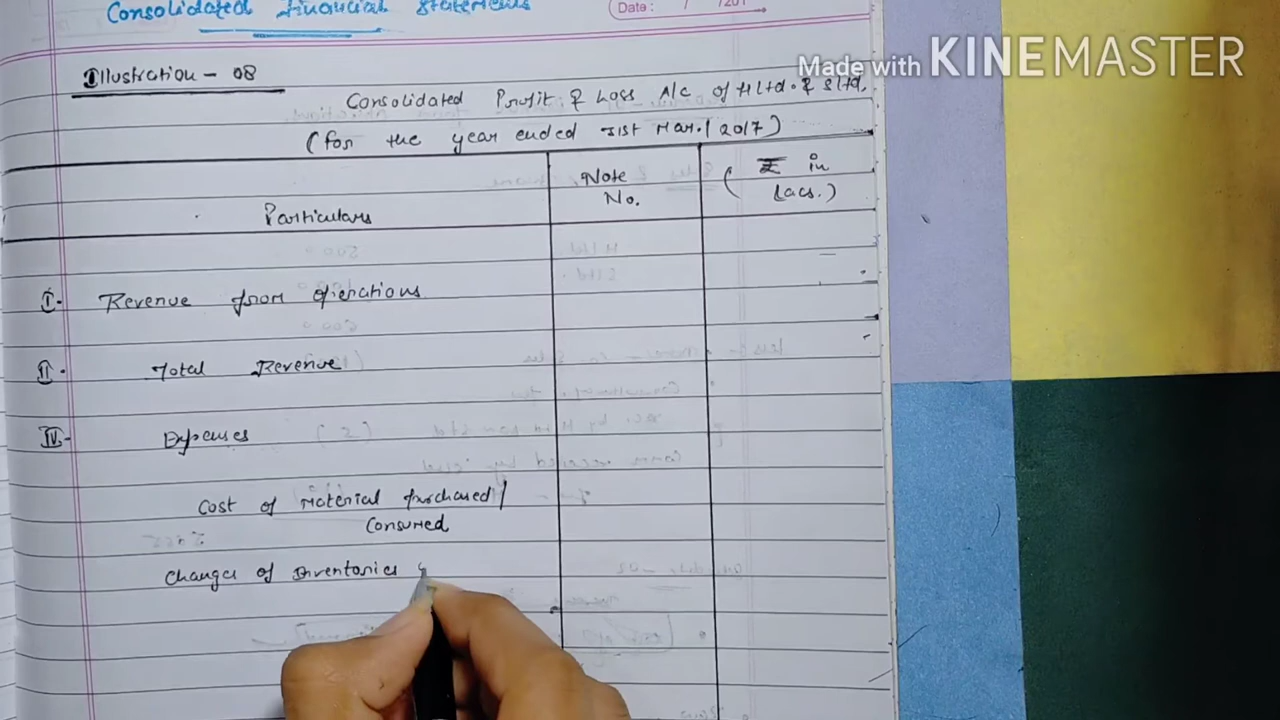 Consolidated Financial Statements
Date : / /201
Made with KINEMASTER
Illustration - 08
Consolidated Profit & Loss A/c of H Ltd. & S Ltd.
(for the year ended 31st Mar. 2017)
Particulars
Note No.
(₹ in Lacs.)
I. Revenue from operations
II. Total Revenue
IV. Expenses
Cost of Material Purchased/
Consumed
Changes of Inventories